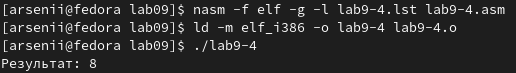 [arsenii@fedora lab09]$ nasm -f elf -g -l lab9-4.lst lab9-4.asm
[arsenii@fedora lab09]$ ld -m elf_i386 -o lab9-4 lab9-4.o
[arsenii@fedora lab09]$ ./lab9-4
Результат: 8